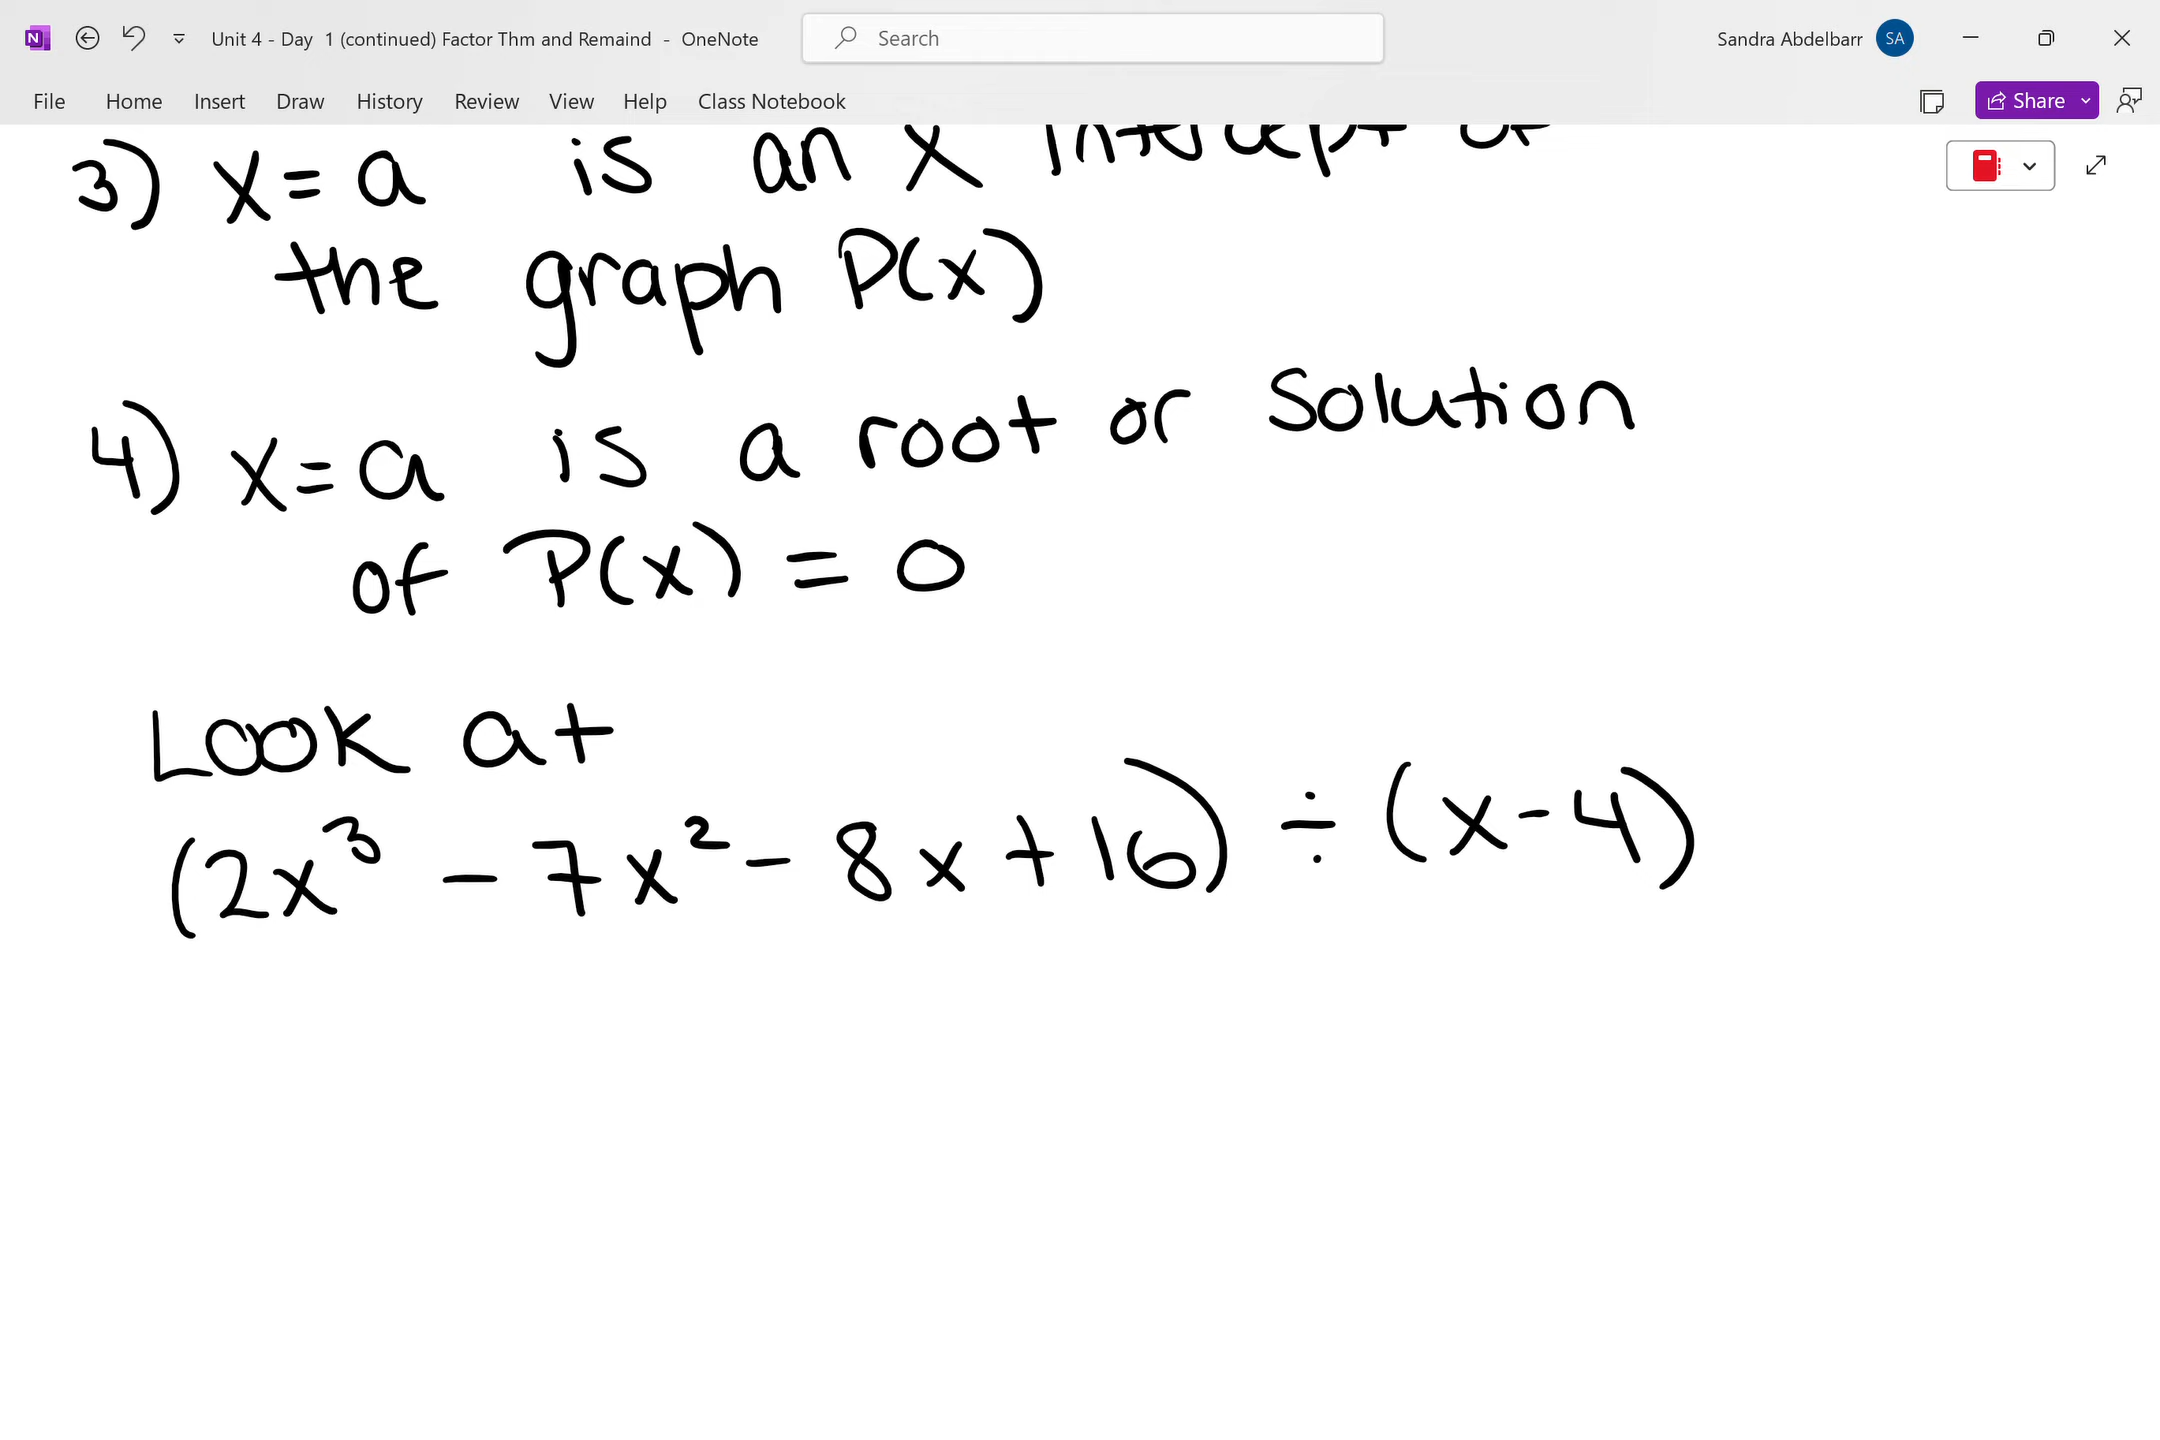 Unit 4 - Day 1 (continued) Factor Thm and Remaind - OneNote
Search
Sandra Abdelbarr SA
File Home Insert Draw History Review View Help Class Notebook
Share
3) x = a is an x intercept of
the graph P(x)
4) x = a is a root or solution
of P(x) = 0
Look at
(2x³ - 7x² - 8x + 16) ÷ (x - 4)